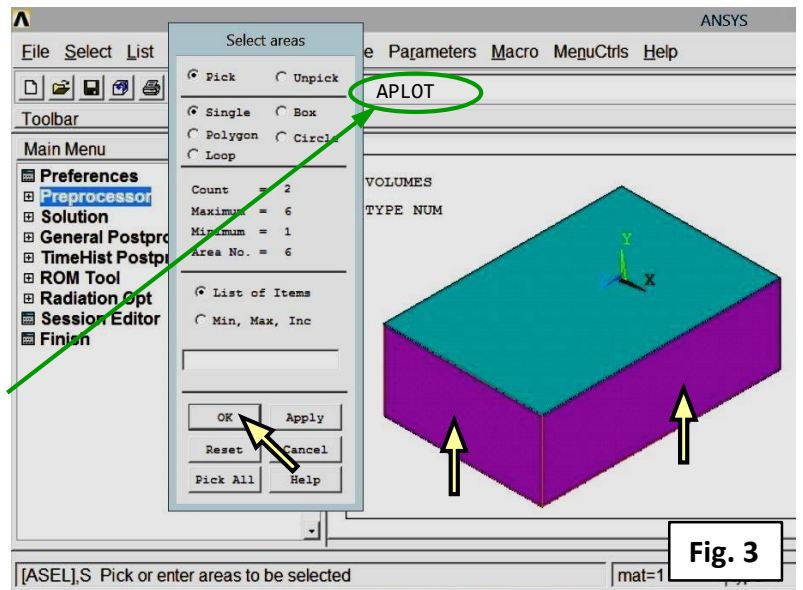 ANSYS
File Select List
e Parameters Macro MenuCtrls Help
Toolbar
APLOT
Main Menu
Preferences
Preprocessor
Solution
General Postpro
TimeHist Postp
ROM Tool
Radiation Opt
Session Editor
Finish
Select areas
Pick Unpick
Single Box
Polygon Circle
Loop
Count = 2
Maximum = 6
Minimum = 1
Area No. = 6
List of Items
Min, Max, Inc
OK Apply
Reset Cancel
Pick All Help
VOLUMES
TYPE NUM
Y
X
Fig. 3
[ASEL],S Pick or enter areas to be selected
mat=1